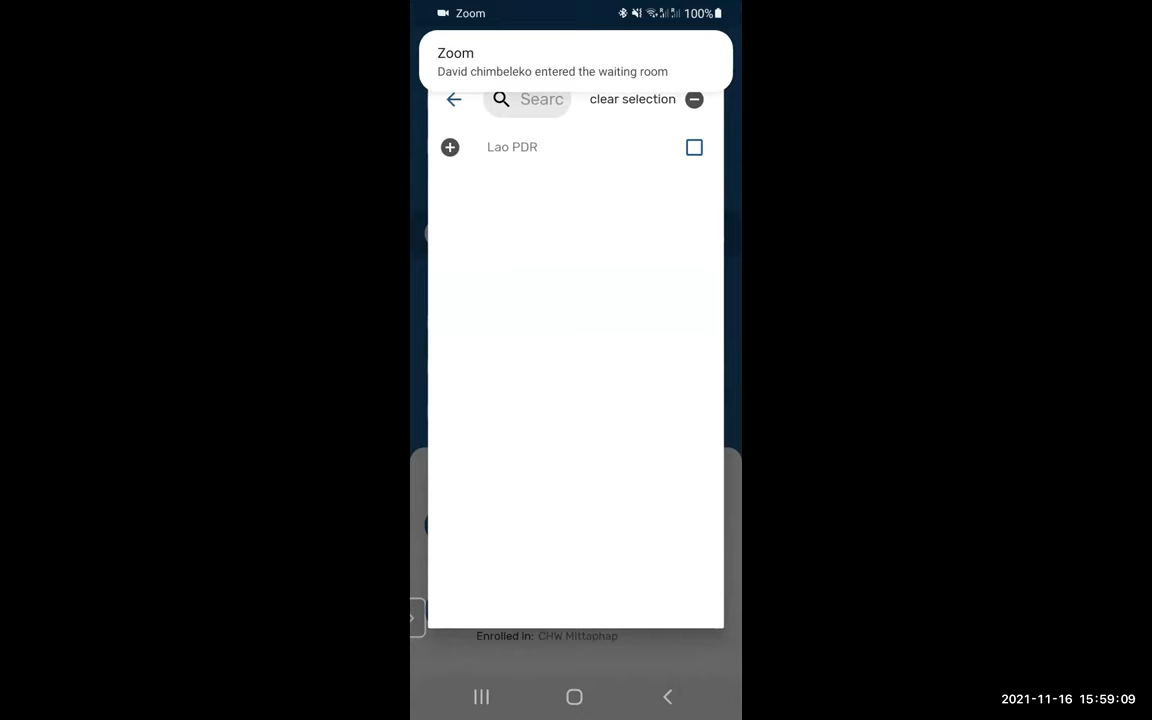 Zoom
100%
Zoom
David chimbeleko entered the waiting room
Searc
clear selection
Lao PDR
Enrolled in: CHW Mittaphap
2021-11-16 15:59:09